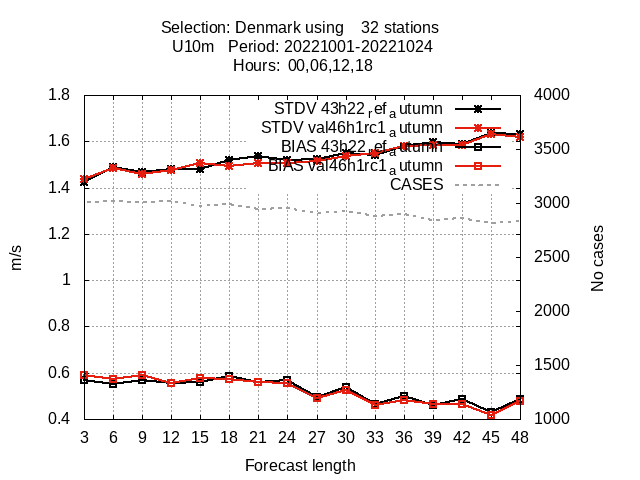 Selection: Denmark using 32 stations
U10m Period: 20221001-20221024
Hours: 00,06,12,18
1.8 4000
STDV 43h22_ref_autumn
STDV val46h1rc1_autumn
1.6 BIAS 43h22_ref_autumn 3500
BIAS val46h1rc1_autumn
1.4 CASES 3000
1.2 2500
1 2000
0.8
0.6 1500
0.4 1000
m/s
No cases
3 6 9 12 15 18 21 24 27 30 33 36 39 42 45 48
Forecast length